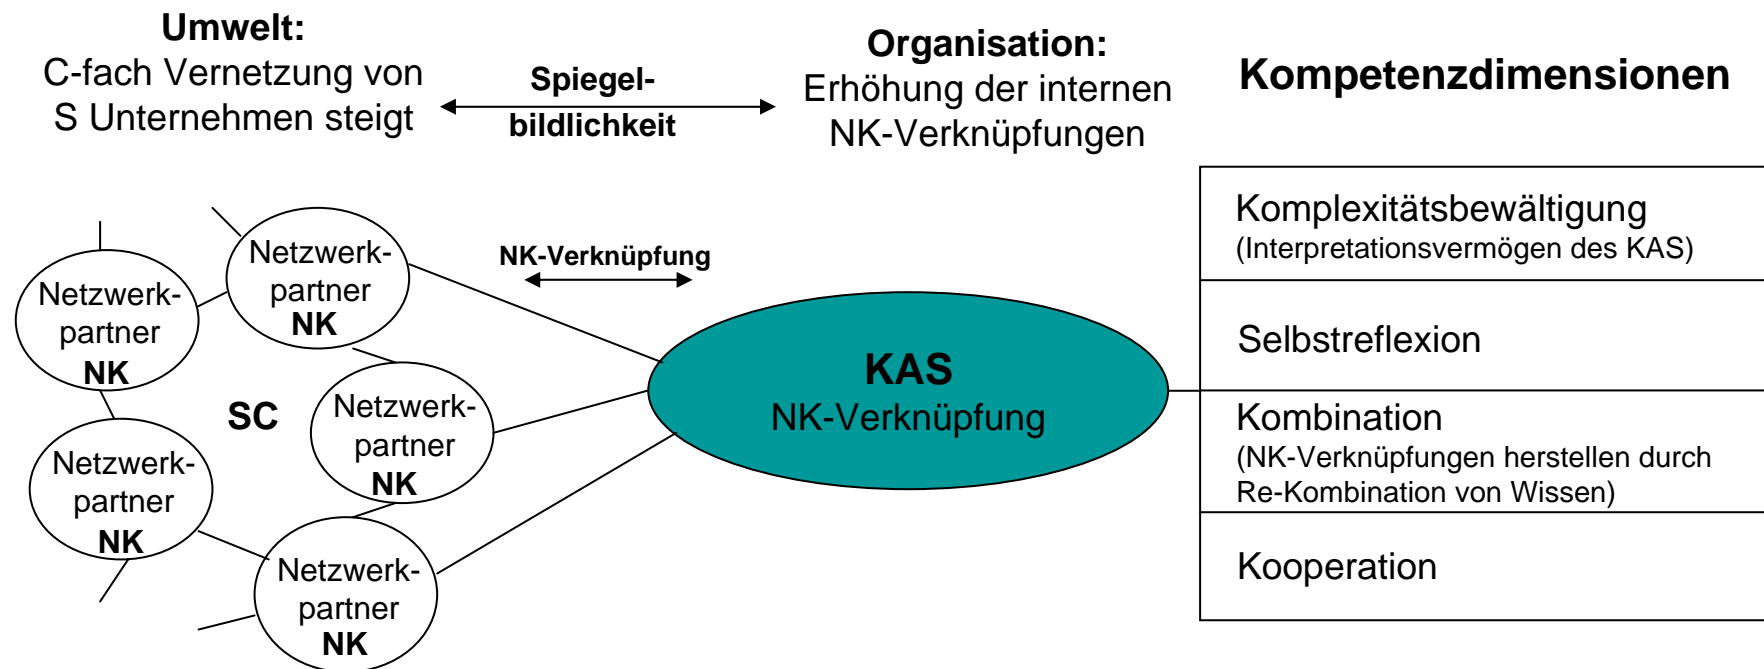 Umwelt:
C-fach Vernetzung von
S Unternehmen steigt
Spiegel-
bildlichkeit
Organisation:
Erhöhung der internen
NK-Verknüpfungen
Kompetenzdimensionen
Netzwerk-
partner
NK
Netzwerk-
partner
NK
SC
Netzwerk-
partner
NK
Netzwerk-
partner
NK
Netzwerk-
partner
NK
NK-Verknüpfung
KAS
NK-Verknüpfung
Komplexitätsbewältigung
(Interpretationsvermögen des KAS)
Selbstreflexion
Kombination
(NK-Verknüpfungen herstellen durch
Re-Kombination von Wissen)
Kooperation